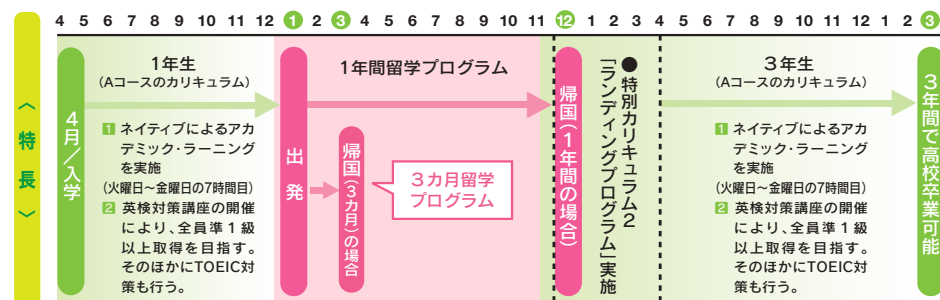 〈特長〉
4 5 6 7 8 9 10 11 12 1 2 3 4 5 6 7 8 9 10 11 12 1 2 3 4 5 6 7 8 9 10 11 12 1 2 3
4月／入学
1年生
(Aコースのカリキュラム)
1 ネイティブによるアカ
デミック・ラーニング
を実施
(火曜日～金曜日の7時間目)
2 英検対策講座の開催
により、全員準１級
以上取得を目指す。
そのほかにTOEIC対
策も行う。
出発
1年間留学プログラム
帰国(3カ月)の場合
３カ月留学
プログラム
帰国(1年間の場合)
●特別カリキュラム2
「ランディングプログラム」実施
３年生
(Aコースのカリキュラム)
1 ネイティブによるアカ
デミック・ラーニング
を実施
(火曜日～金曜日の7時間目)
2 英検対策講座の開催
により、全員準１級
以上取得を目指す。
そのほかにTOEIC対
策も行う。
３年間で高校卒業可能